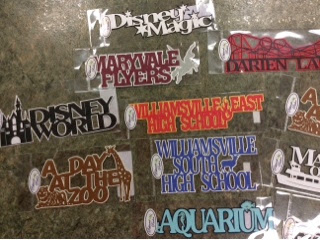 Disney
Magic
MARYVALE
FLYERS
DARIEN LA
DISNEY
WORLD
WILLIAMSVILLE EAST
HIGH SCHOOL
A DAY
AT THE
ZOO
WILLIAMSVILLE
SOUTH
HIGH SCHOOL
AQUARIUM